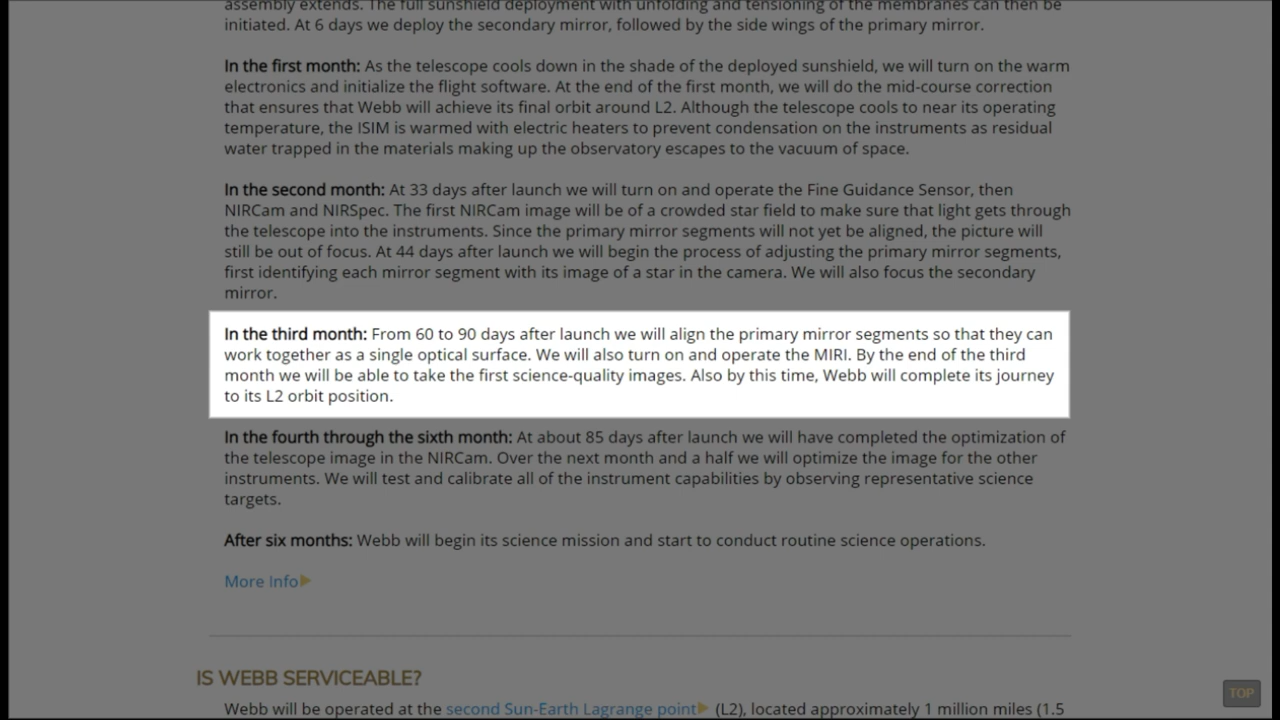 assembly extends. The full sunshield deployment with unfolding and tensioning of the membranes can then be
initiated. At 6 days we deploy the secondary mirror, followed by the side wings of the primary mirror.
In the first month: As the telescope cools down in the shade of the deployed sunshield, we will turn on the warm
electronics and initialize the flight software. At the end of the first month, we will do the mid-course correction
that ensures that Webb will achieve its final orbit around L2. Although the telescope cools to near its operating
temperature, the ISIM is warmed with electric heaters to prevent condensation on the instruments as residual
water trapped in the materials making up the observatory escapes to the vacuum of space.
In the second month: At 33 days after launch we will turn on and operate the Fine Guidance Sensor, then
NIRCam and NIRSpec. The first NIRCam image will be of a crowded star field to make sure that light gets through
the telescope into the instruments. Since the primary mirror segments will not yet be aligned, the picture will
still be out of focus. At 44 days after launch we will begin the process of adjusting the primary mirror segments,
first identifying each mirror segment with its image of a star in the camera. We will also focus the secondary
mirror.
In the third month: From 60 to 90 days after launch we will align the primary mirror segments so that they can
work together as a single optical surface. We will also turn on and operate the MIRI. By the end of the third
month we will be able to take the first science-quality images. Also by this time, Webb will complete its journey
to its L2 orbit position.
In the fourth through the sixth month: At about 85 days after launch we will have completed the optimization of
the telescope image in the NIRCam. Over the next month and a half we will optimize the image for the other
instruments. We will test and calibrate all of the instrument capabilities by observing representative science
targets.
After six months: Webb will begin its science mission and start to conduct routine science operations.
More Info
IS WEBB SERVICEABLE?
TOP
Webb will be operated at the second Sun-Earth Lagrange point (L2), located approximately 1 million miles (1.5